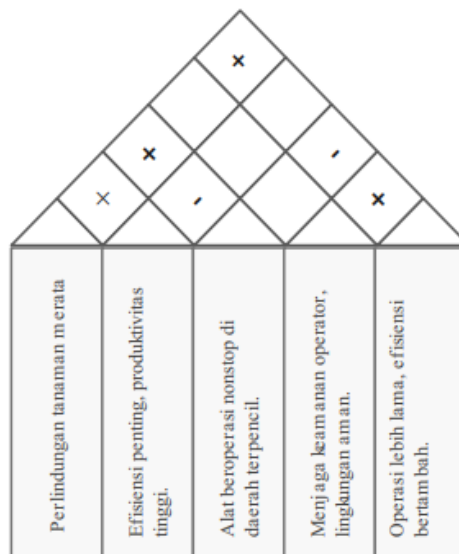 ×
×
-
×
-
×
Perlindungan tanaman merata
Efisiensi penting, produktivitas
tinggi.
Alat beroperasi nonstop di
daerah terpencil.
Menjaga keamanan operator,
lingkungan aman.
Operasi lebih lama, efisiensi
bertambah.